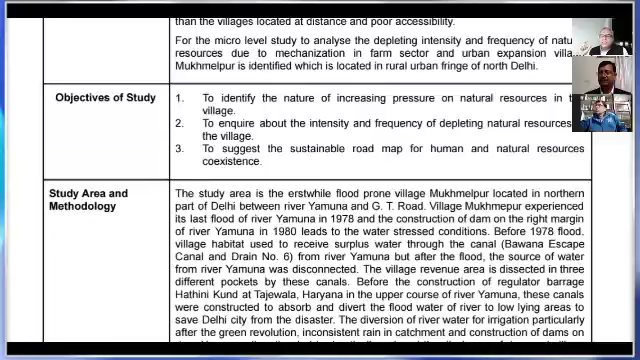 than the villages located at distance and poor accessibility.
For the micro level study to analyse the depleting intensity and frequency of natur
resources due to mechanization in farm sector and urban expansion villa
Mukhmelpur is identified which is located in rural urban fringe of north Delhi.
Objectives of Study
1. To identify the nature of increasing pressure on natural resources in t
village.
2. To enquire about the intensity and frequency of depleting natural resources
the village.
3. To suggest the sustainable road map for human and natural resources
coexistence.
Study Area and
Methodology
The study area is the erstwhile flood prone village Mukhmelpur located in northern
part of Delhi between river Yamuna and G. T. Road. Village Mukhmepur experienced
its last flood of river Yamuna in 1978 and the construction of dam on the right margin
of river Yamuna in 1980 leads to the water stressed conditions. Before 1978 flood,
village habitat used to receive surplus water through the canal (Bawana Escape
Canal and Drain No. 6) from river Yamuna but after the flood, the source of water
from river Yamuna was disconnected. The village revenue area is dissected in three
different pockets by these canals. Before the construction of regulator barrage
Hathini Kund at Tajewala, Haryana in the upper course of river Yamuna, these canals
were constructed to absorb and divert the flood water of river to low lying areas to
save Delhi city from the disaster. The diversion of river water for irrigation particularly
after the green revolution, inconsistent rain in catchment and construction of dams on